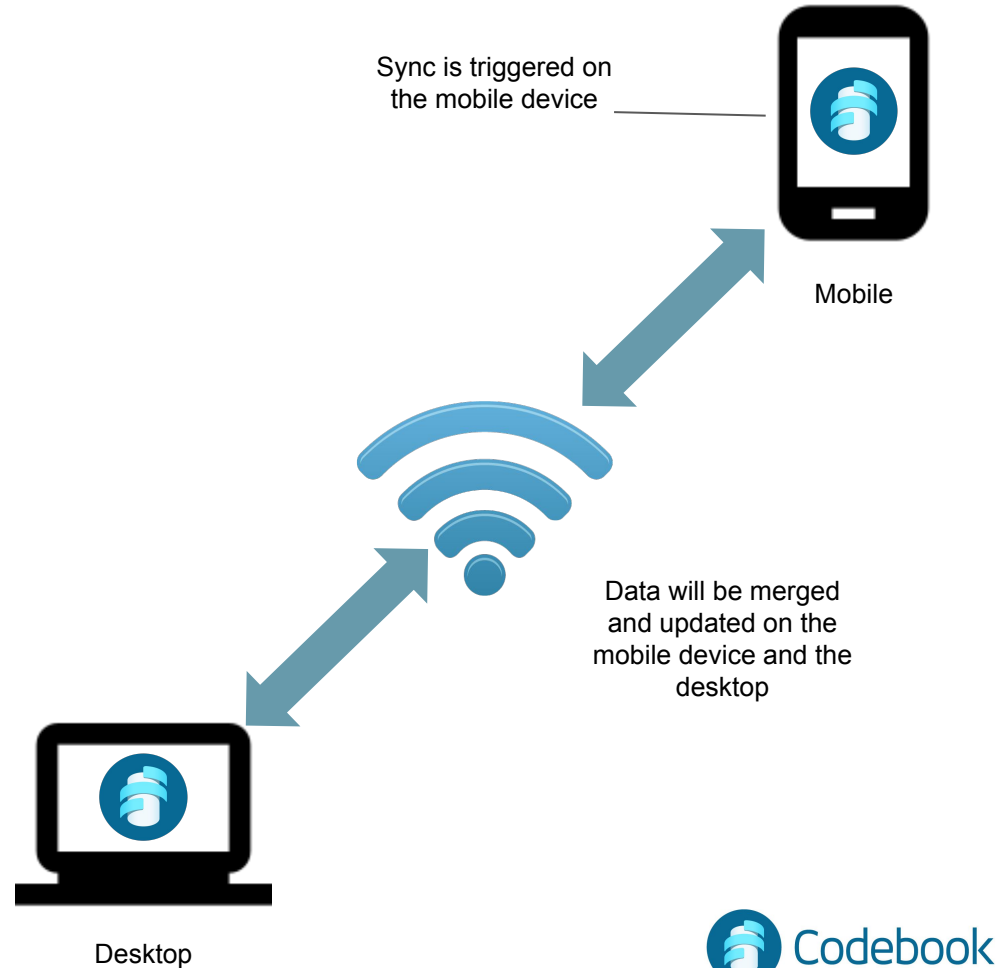 Sync is triggered on
the mobile device
Mobile
Data will be merged
and updated on the
mobile device and the
desktop
Desktop
Codebook